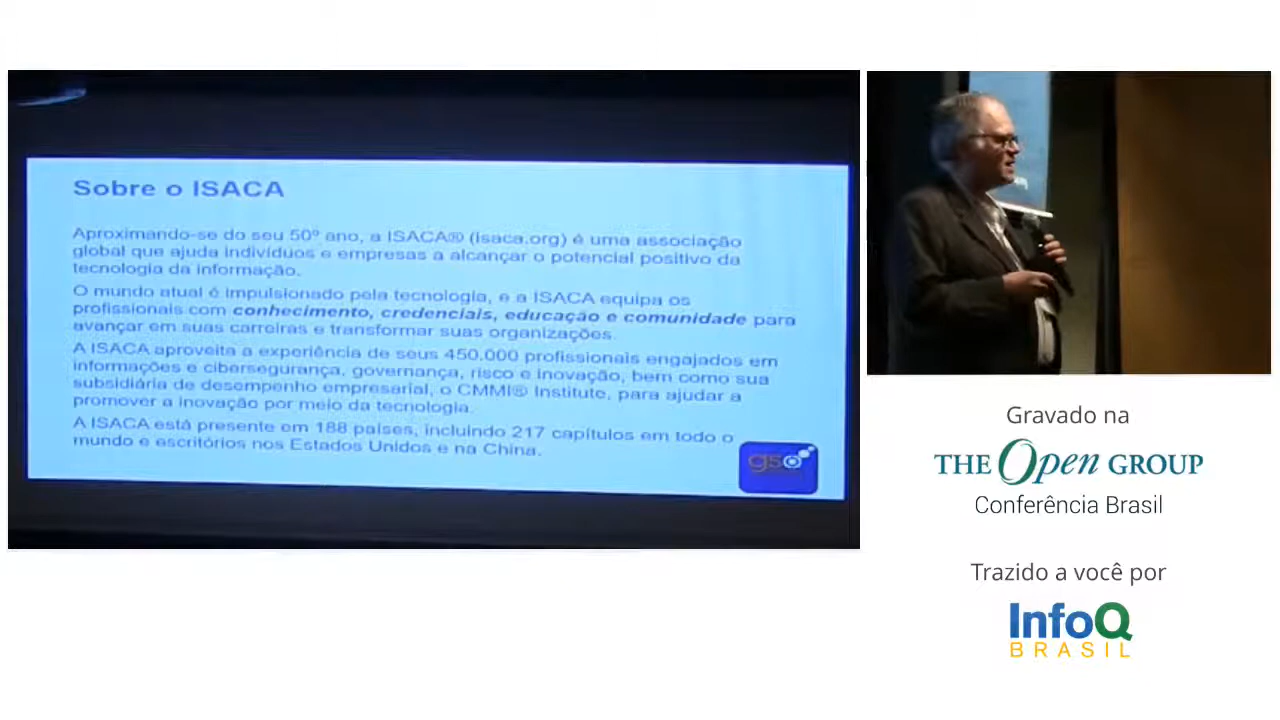 Sobre o ISACA
Aproximando-se do seu 50º ano, a ISACA® (isaca.org) é uma associação
global que ajuda indivíduos e empresas a alcançar o potencial positivo da
tecnologia da informação.
O mundo atual é impulsionado pela tecnologia, e a ISACA equipa os
profissionais com conhecimento, credenciais, educação e comunidade para
avançar em suas carreiras e transformar suas organizações.
A ISACA aproveita a experiência de seus 450.000 profissionais engajados em
informações e cibersegurança, governança, risco e inovação, bem como sua
subsidiária de desempenho empresarial, o CMMI® Institute, para ajudar a
promover a inovação por meio da tecnologia.
A ISACA está presente em 188 países, incluindo 217 capítulos em todo o
mundo e escritórios nos Estados Unidos e na China.
Gravado na
THE Open GROUP
Conferência Brasil
Trazido a você por
InfoQ
BRASIL